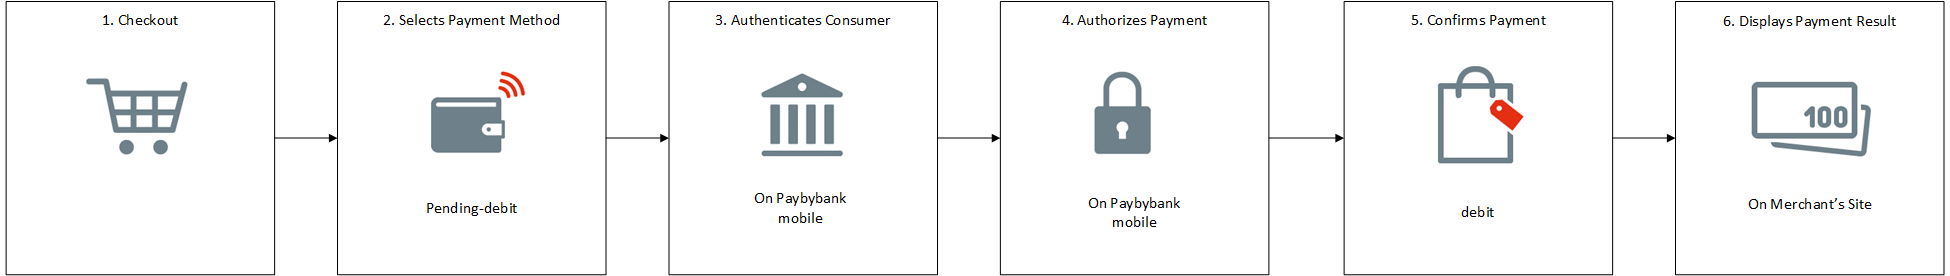 1. Checkout
2. Selects Payment Method
Pending-debit
3. Authenticates Consumer
On Paybybank
mobile
4. Authorizes Payment
On Paybybank
mobile
5. Confirms Payment
debit
6. Displays Payment Result
100
On Merchant’s Site